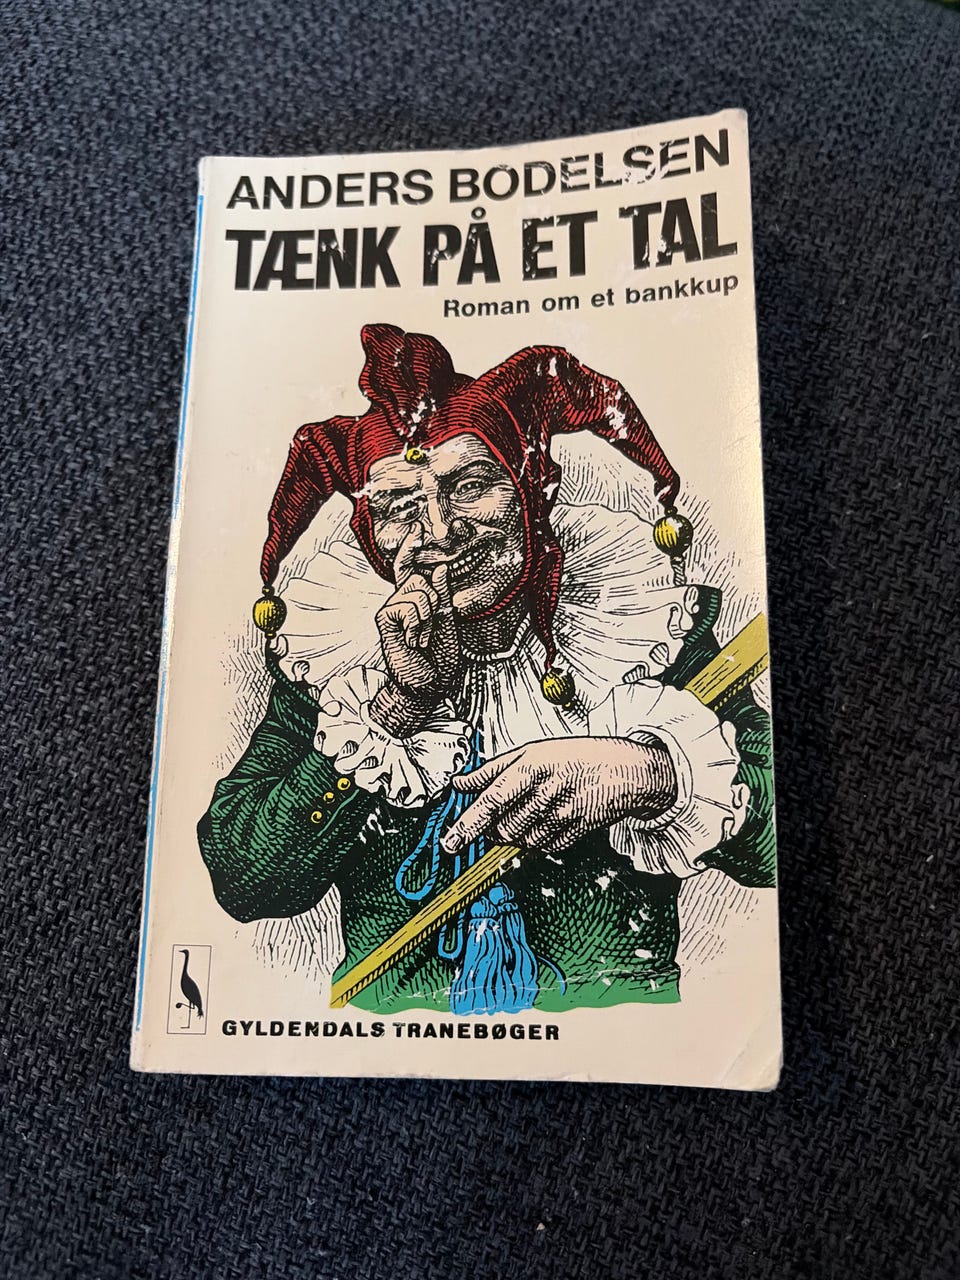 ANDERS BODELSEN
TÆNK PÅ ET TAL
Roman om et bankkup
GYLDENDALS TRANEBØGER